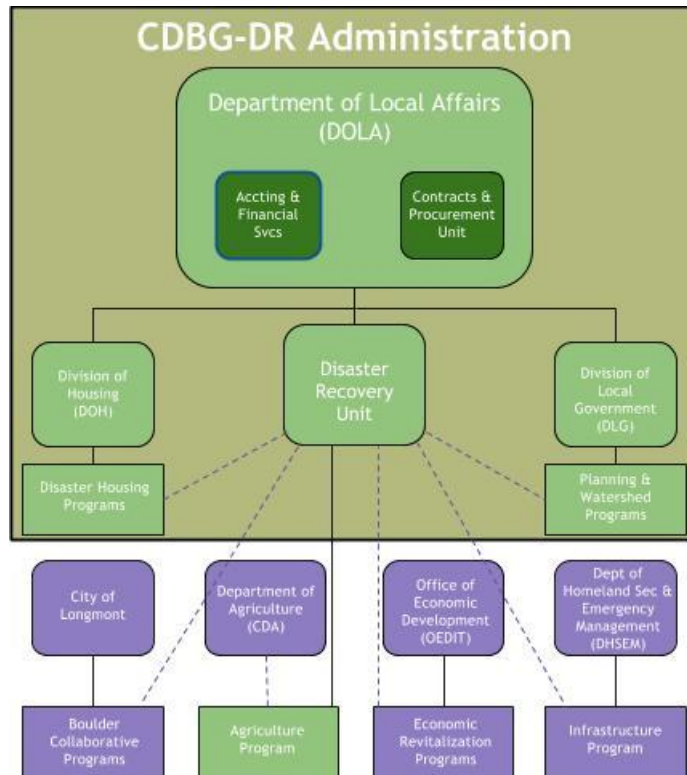 CDBG-DR Administration
Department of Local Affairs
(DOLA)
Accting &
Financial
Svcs
Contracts &
Procurement
Unit
Division of
Housing
(DOH)
Disaster
Recovery
Unit
Division of
Local
Government
(DLG)
Disaster Housing
Programs
Planning &
Watershed
Programs
City of
Longmont
Department of
Agriculture
(CDA)
Office of
Economic
Development
(OEDIT)
Dept of
Homeland Sec &
Emergency
Management
(DHSEM)
Boulder
Collaborative
Programs
Agriculture
Program
Economic
Revitalization
Programs
Infrastructure
Program